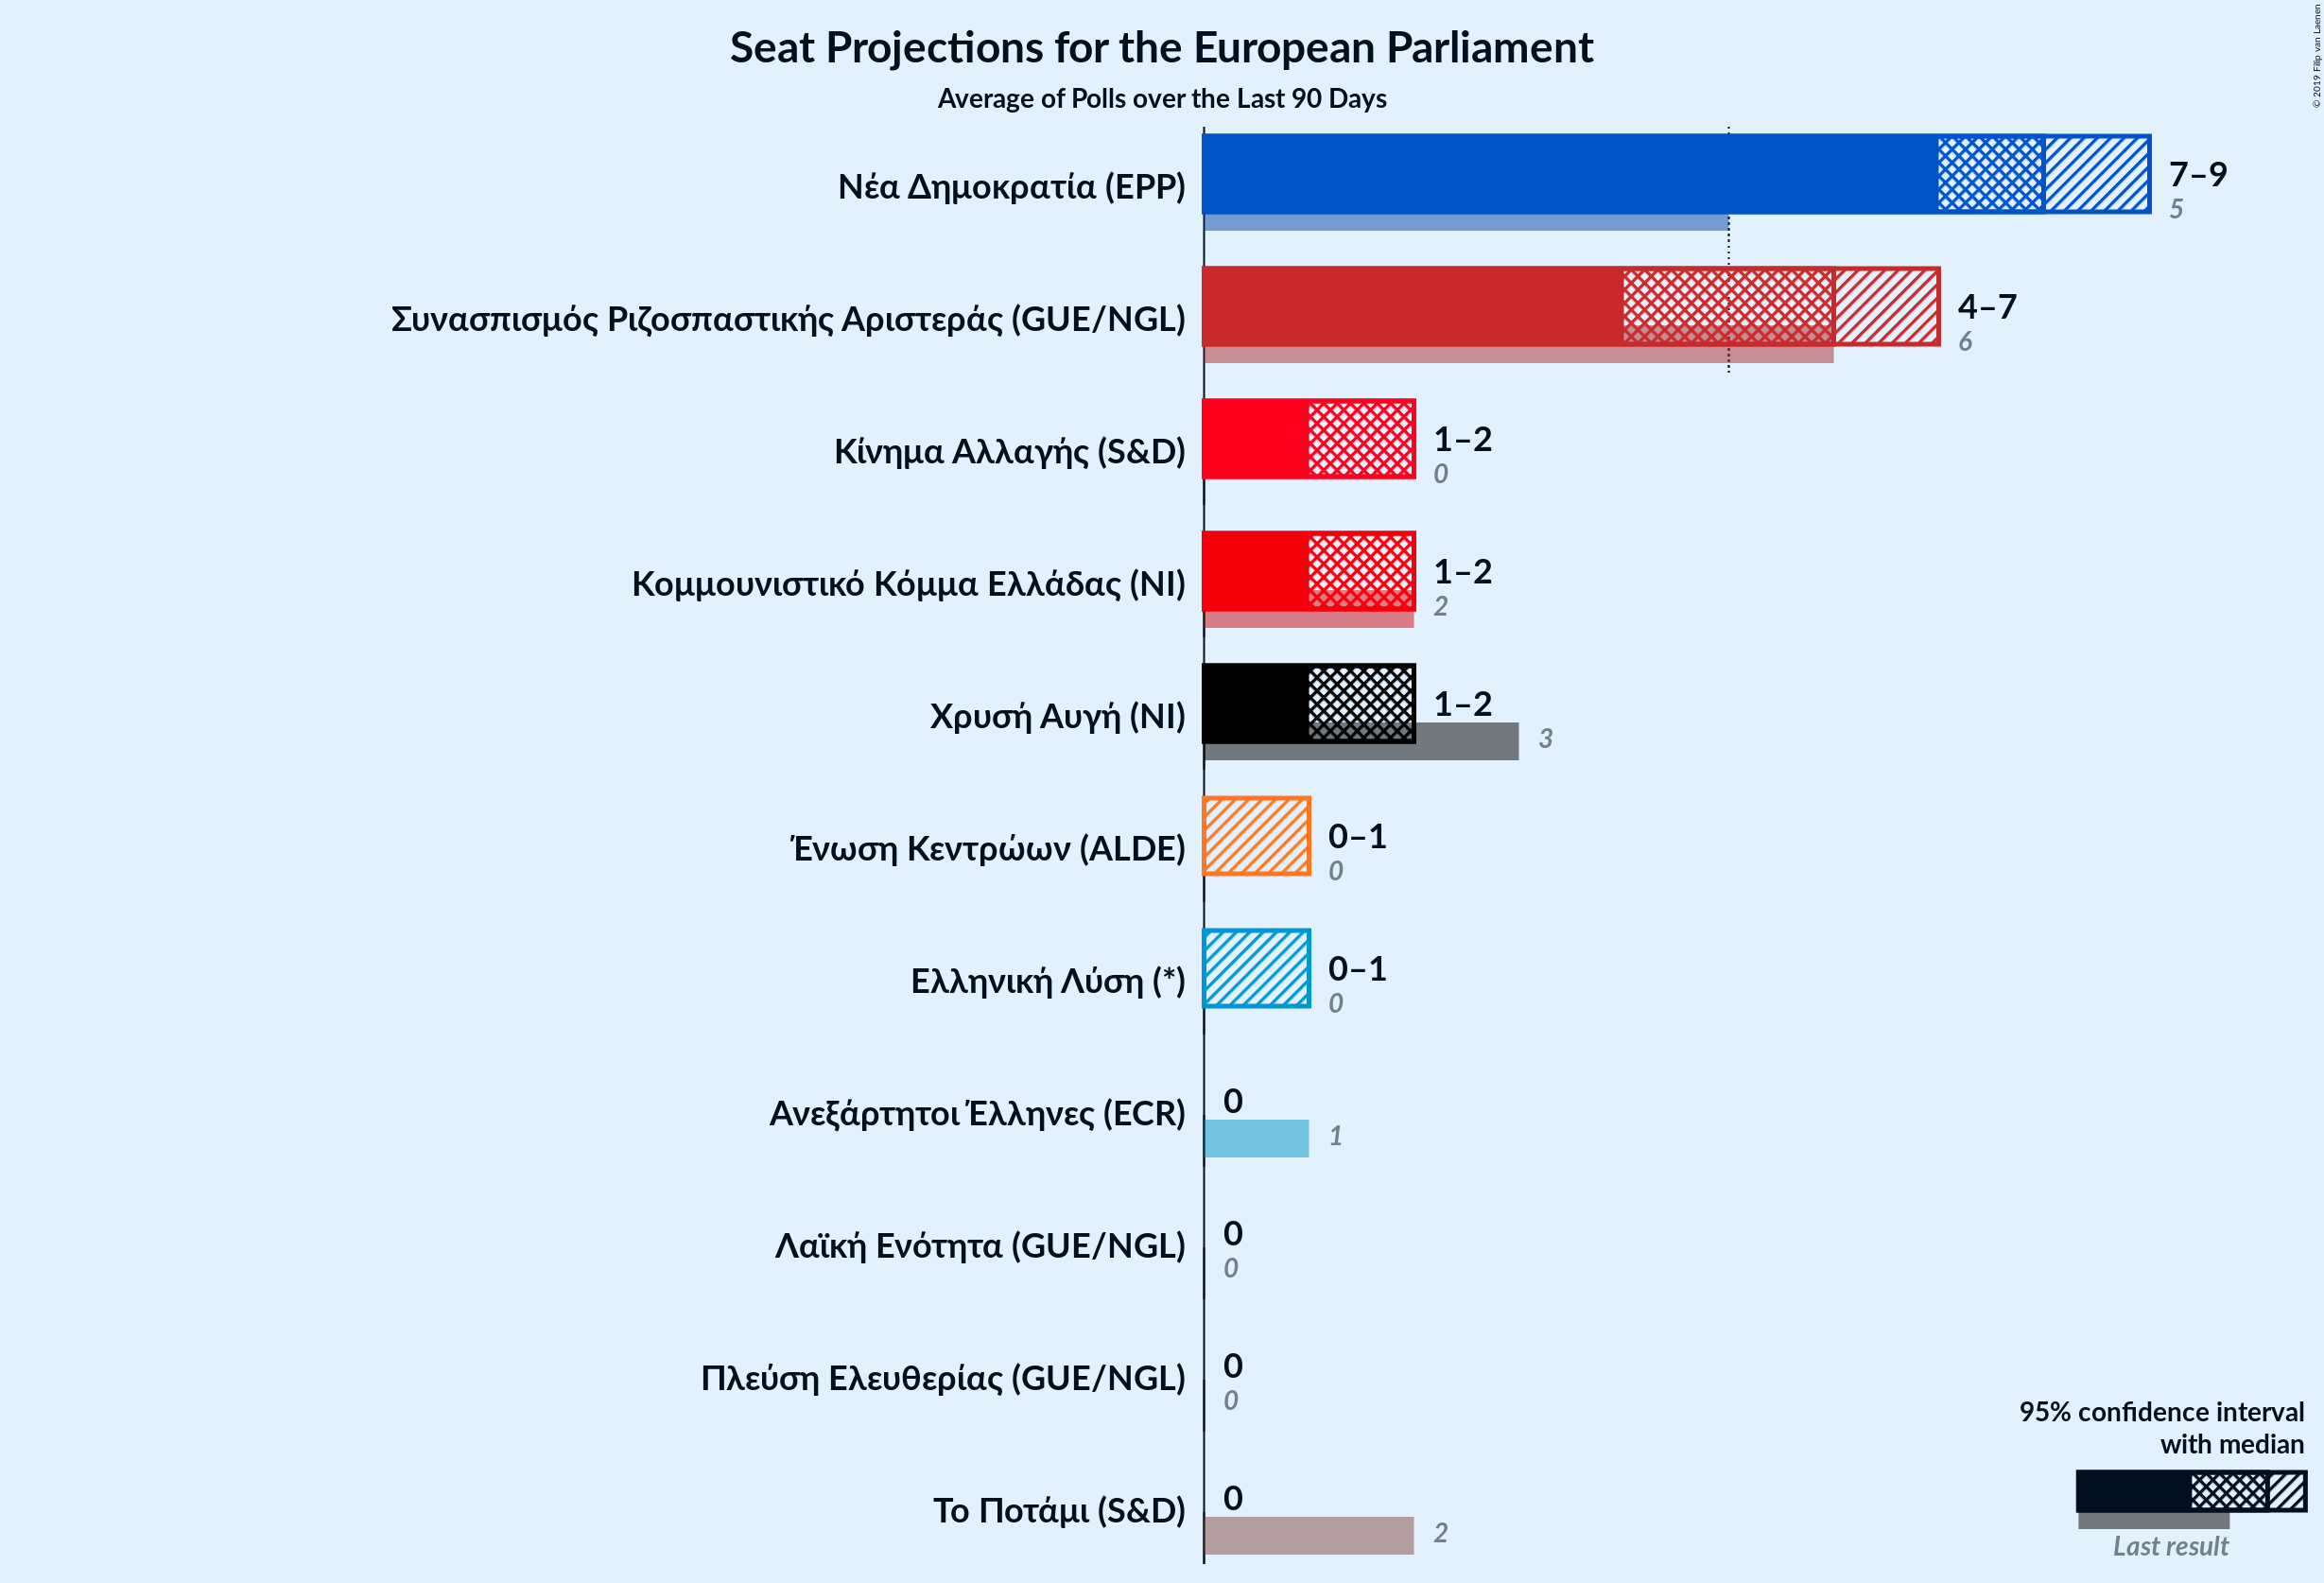 Seat Projections for the European Parliament
Average of Polls over the Last 90 Days
© 2019 Filip van Laenen
Νέα Δημοκρατία (EPP)
7–9
5
Συνασπισμός Ριζοσπαστικής Αριστεράς (GUE/NGL)
4–7
6
Κίνημα Αλλαγής (S&D)
1–2
0
Κομμουνιστικό Κόμμα Ελλάδας (NI)
1–2
2
Χρυσή Αυγή (NI)
1–2
3
Ένωση Κεντρώων (ALDE)
0–1
0
Ελληνική Λύση (*)
0–1
0
Ανεξάρτητοι Έλληνες (ECR)
0
1
Λαϊκή Ενότητα (GUE/NGL)
0
0
Πλεύση Ελευθερίας (GUE/NGL)
0
0
Το Ποτάμι (S&D)
0
2
95% confidence interval
with median
Last result